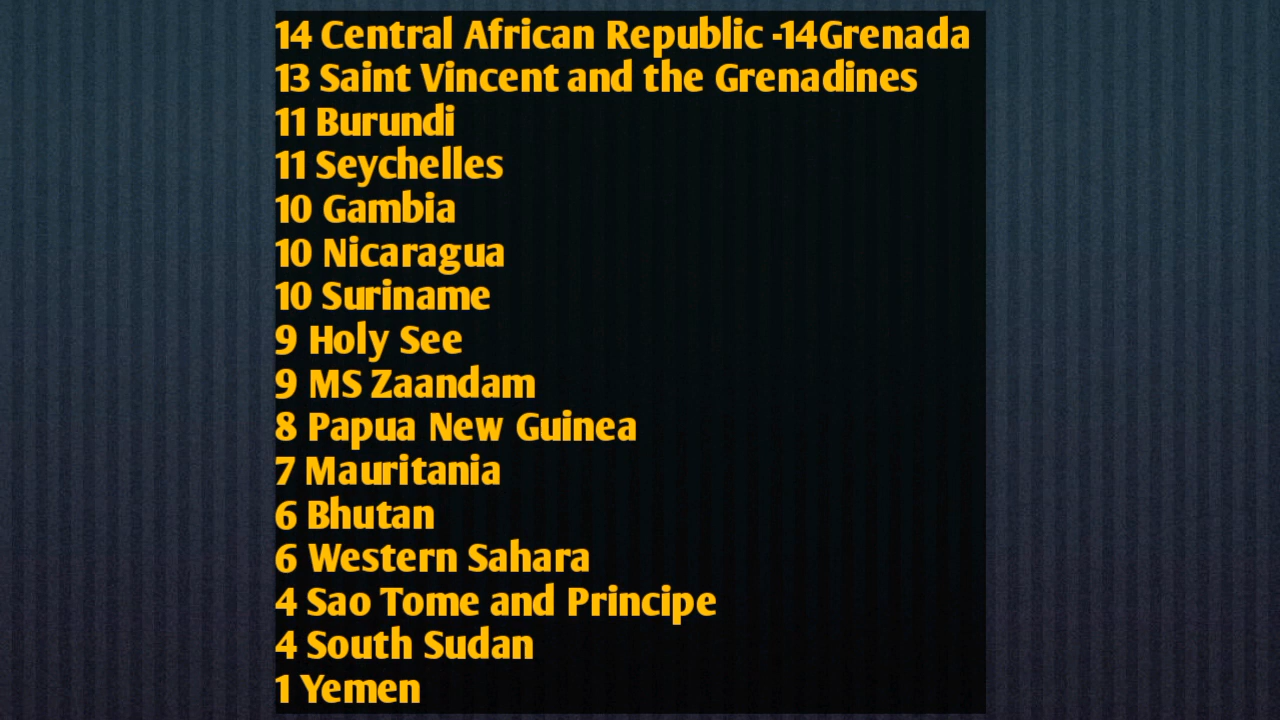 14 Central African Republic -14Grenada
13 Saint Vincent and the Grenadines
11 Burundi
11 Seychelles
10 Gambia
10 Nicaragua
10 Suriname
9 Holy See
9 MS Zaandam
8 Papua New Guinea
7 Mauritania
6 Bhutan
6 Western Sahara
4 Sao Tome and Principe
4 South Sudan
1 Yemen